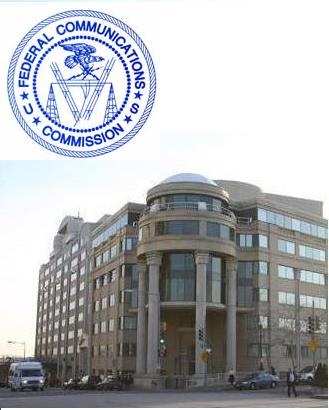 FEDERAL COMMUNICATIONS
COMMISSION
U
S